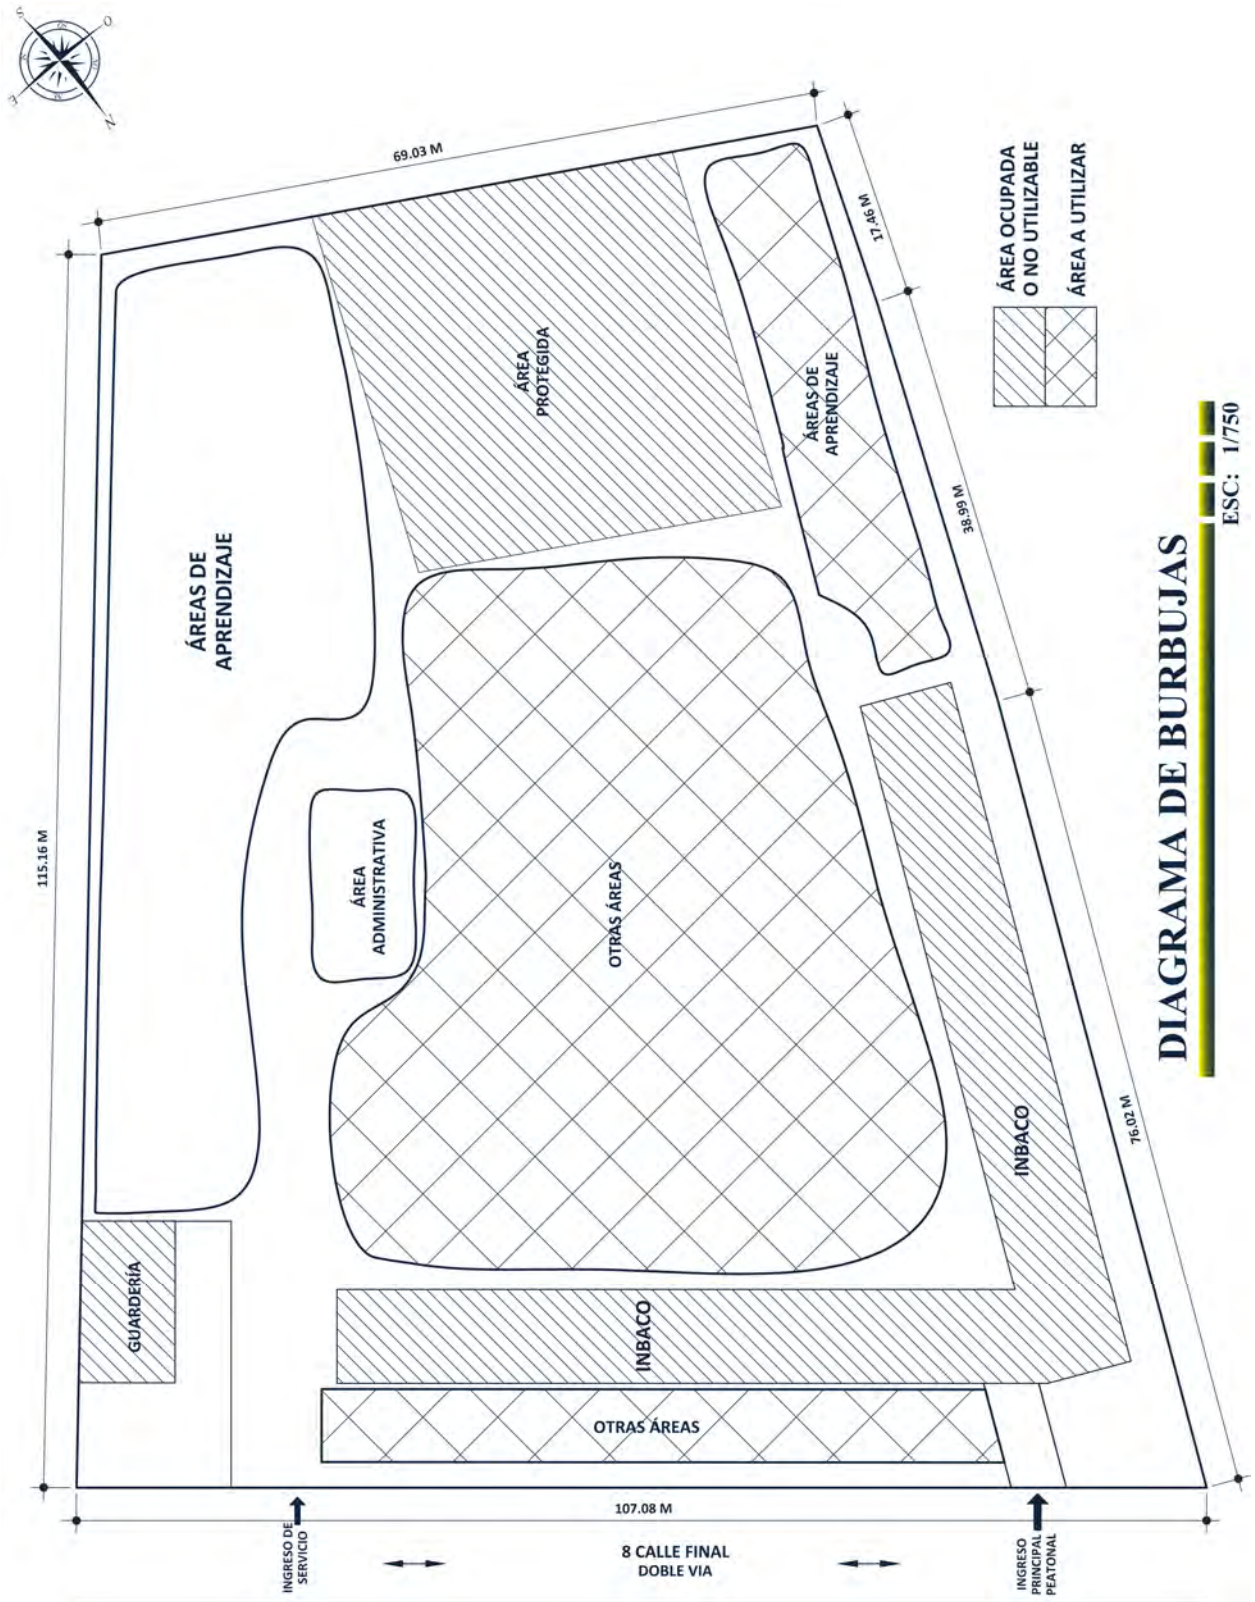 S
O
E
N
69.03 M
17.46 M
ÁREA OCUPADA
O NO UTILIZABLE
ÁREA A UTILIZAR
ÁREA
PROTEGIDA
ÁREAS DE
APRENDIZAJE
38.99 M
ÁREAS DE
APRENDIZAJE
115.16 M
ÁREA
ADMINISTRATIVA
OTRAS ÁREAS
DIAGRAMA DE BURBUJAS
ESC: 1/750
INBACO
76.02 M
GUARDERÍA
INBACO
OTRAS ÁREAS
107.08 M
INGRESO DE
SERVICIO
8 CALLE FINAL
DOBLE VIA
INGRESO
PRINCIPAL
PEATONAL